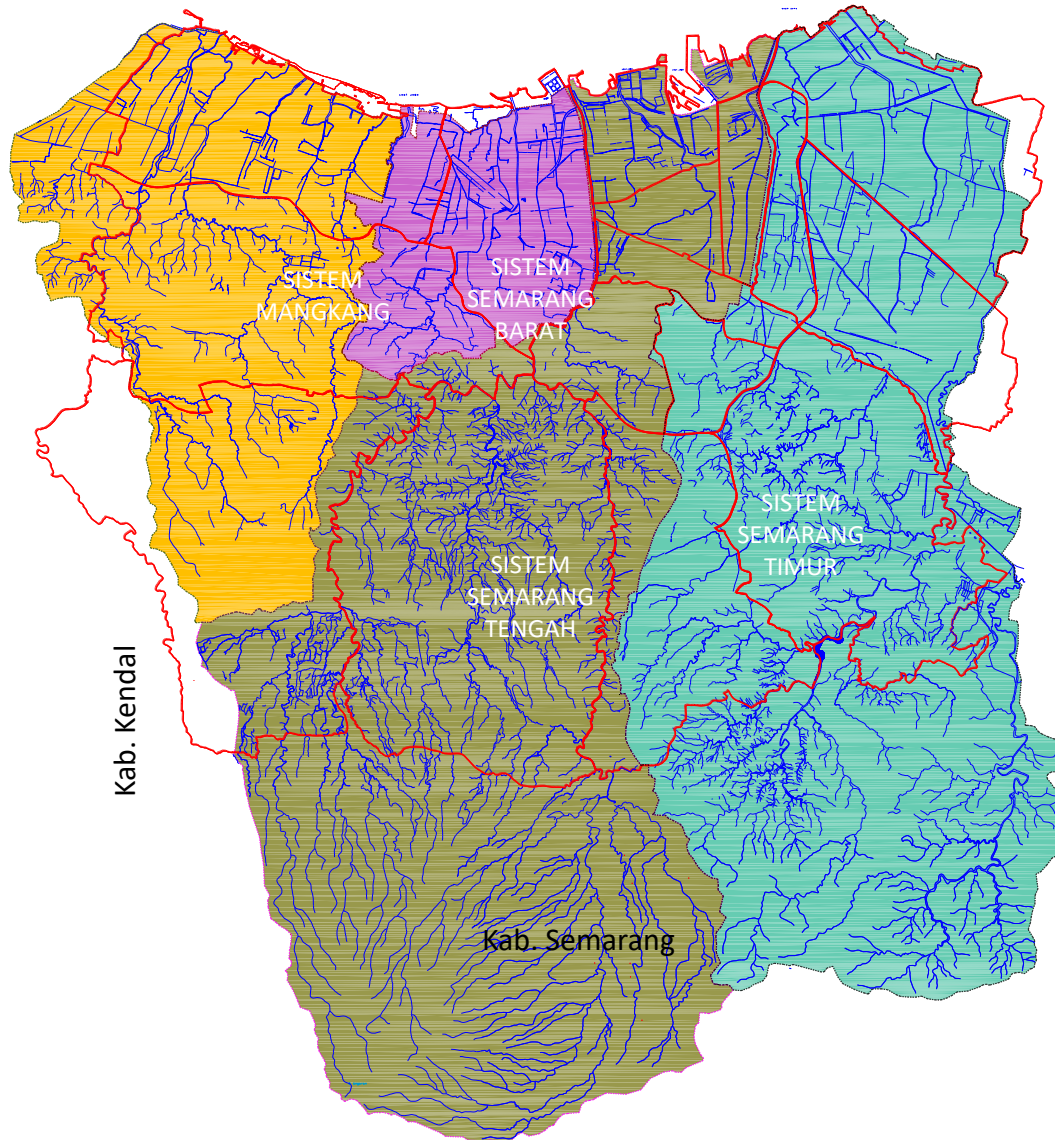 SISTEM
MANGKANG
SISTEM
SEMARANG
BARAT
SISTEM
SEMARANG
TIMUR
SISTEM
SEMARANG
TENGAH
Kab. Kendal
Kab. Semarang